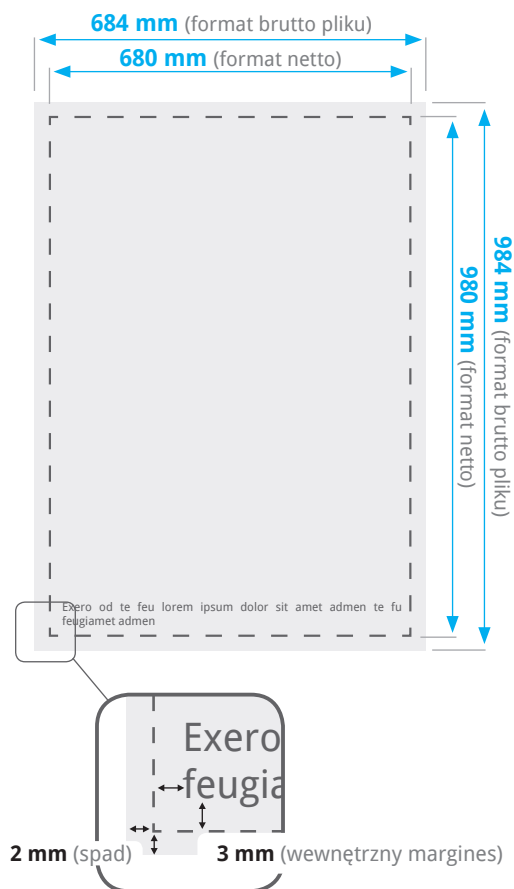 684 mm (format brutto pliku)
680 mm (format netto)
984 mm (format brutto pliku)
980 mm (format netto)
Exero od te feu lorem ipsum dolor sit amet admen te fu
feugiamet admen
Exero
feugia
2 mm (spad)
3 mm (wewnętrzny margines)